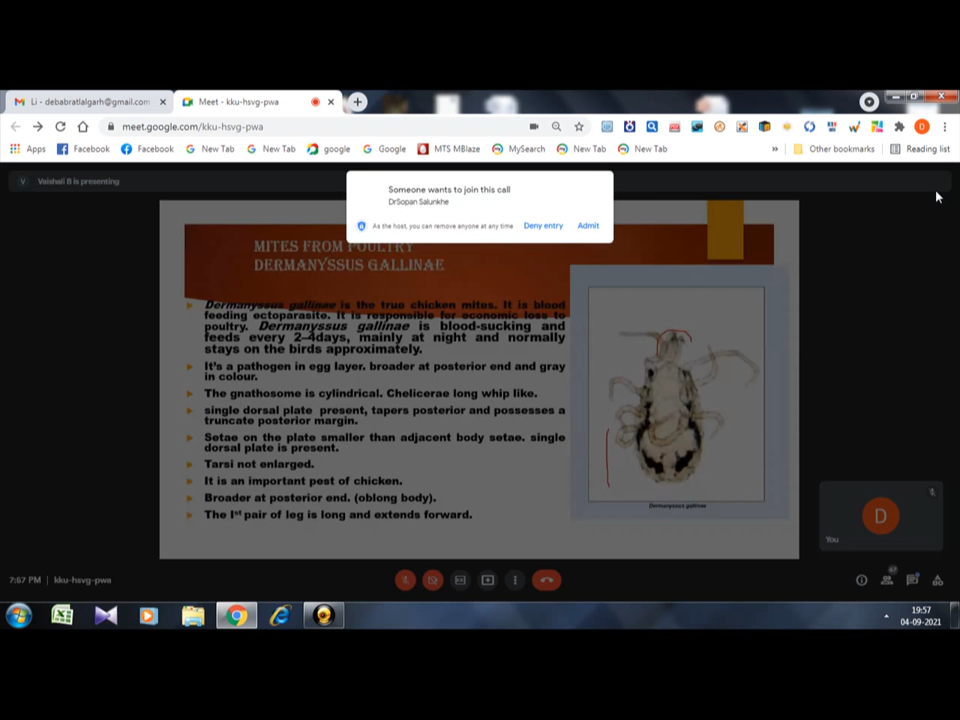 Li - debabratlalgarh@gmail.com
Meet - kku-hsvg-pwa
meet.google.com/kku-hsvg-pwa
D
Apps
Facebook
Facebook
New Tab
New Tab
google
Google
MTS MBlaze
MySearch
New Tab
New Tab
»
Other bookmarks
Reading list
V
Vaishali B is presenting
Someone wants to join this call
DrSopan Salunkhe
As the host, you can remove anyone at any time
Deny entry
Admit
MITES FROM POULTRY
DERMANYSSUS GALLINAE
Dermanyssus gallinae is the true chicken mites. It is blood
feeding ectoparasite. It is responsible for economic loss to
poultry. Dermanyssus gallinae is blood-sucking and
feeds every 2–4days, mainly at night and normally
stays on the birds approximately.
It's a pathogen in egg layer. broader at posterior end and gray
in colour.
The gnathosome is cylindrical. Chelicerae long whip like.
single dorsal plate present, tapers posterior and possesses a
truncate posterior margin.
Setae on the plate smaller than adjacent body setae. single
dorsal plate is present.
Tarsi not enlarged.
It is an important pest of chicken.
Broader at posterior end. (oblong body).
The Ist pair of leg is long and extends forward.
Dermanyssus gallinae
D
You
7:57 PM | kku-hsvg-pwa
19:57
04-09-2021